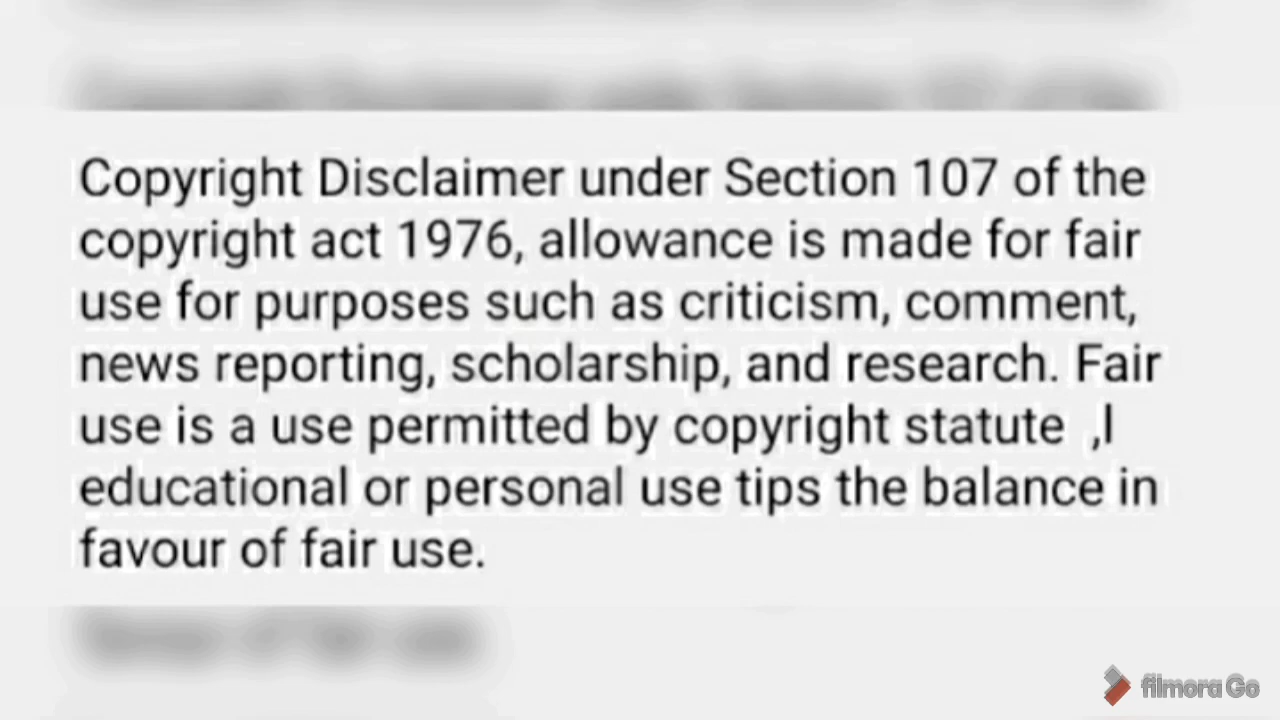 Copyright Disclaimer under Section 107 of the
copyright act 1976, allowance is made for fair
use for purposes such as criticism, comment,
news reporting, scholarship, and research. Fair
use is a use permitted by copyright statute ,l
educational or personal use tips the balance in
favour of fair use.
filmora Go